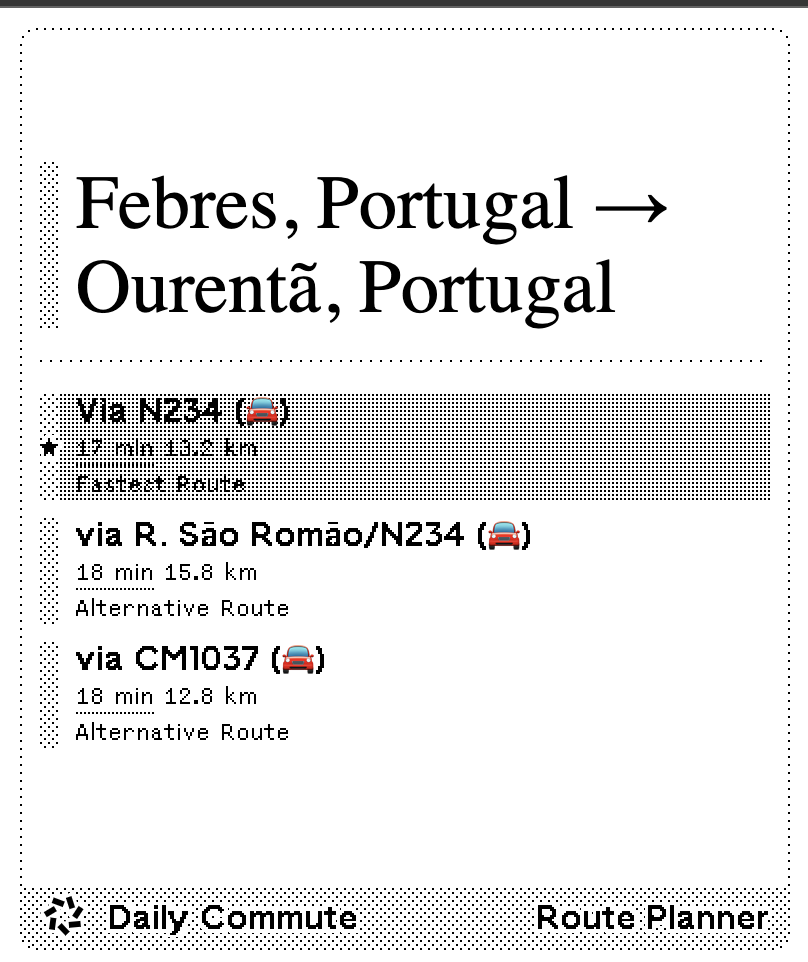 Febres, Portugal →
Ourentã, Portugal
Via N234 (🚘)
★ 17 min 13.2 km
Fastest Route
via R. São Romão/N234 (🚘)
18 min 15.8 km
Alternative Route
via CM1037 (🚘)
18 min 12.8 km
Alternative Route
Daily Commute Route Planner